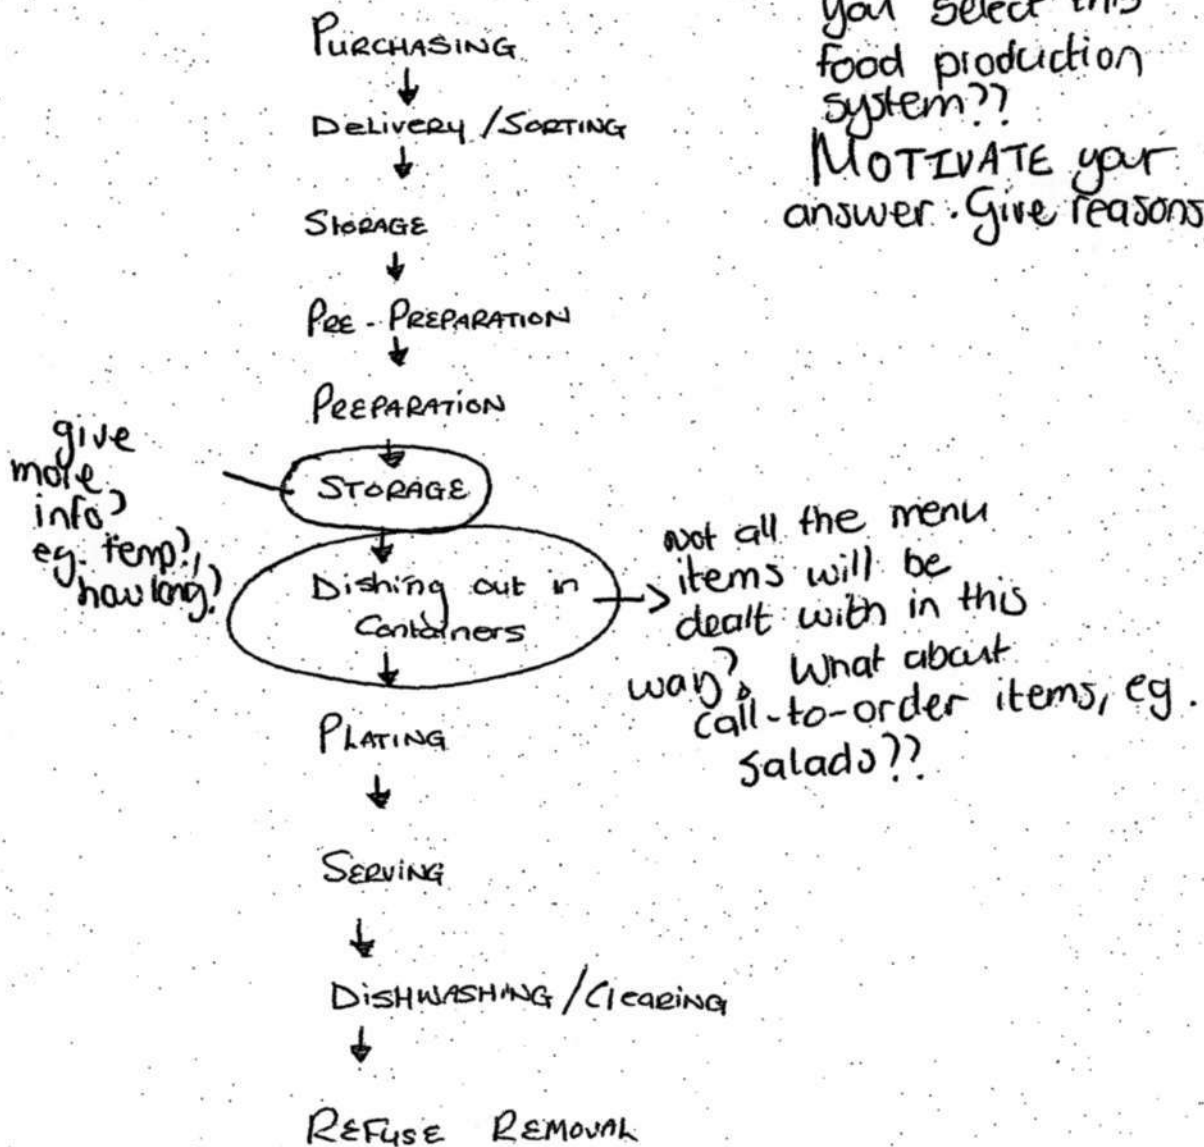 you select this
food production
system??
MOTIVATE your
answer. Give reasons
PURCHASING
Delivery / SORTING
STORAGE
PRE - PREPARATION
PREPARATION
STORAGE
give
more
info?
eg. temp?,
how long?
Dishing out in
Containers
not all the menu
items will be
dealt with in this
way? What about
call-to-order items, eg.
salads??
PLATING
SERVING
DISHWASHING / Clearing
REFUSE REMOVAL